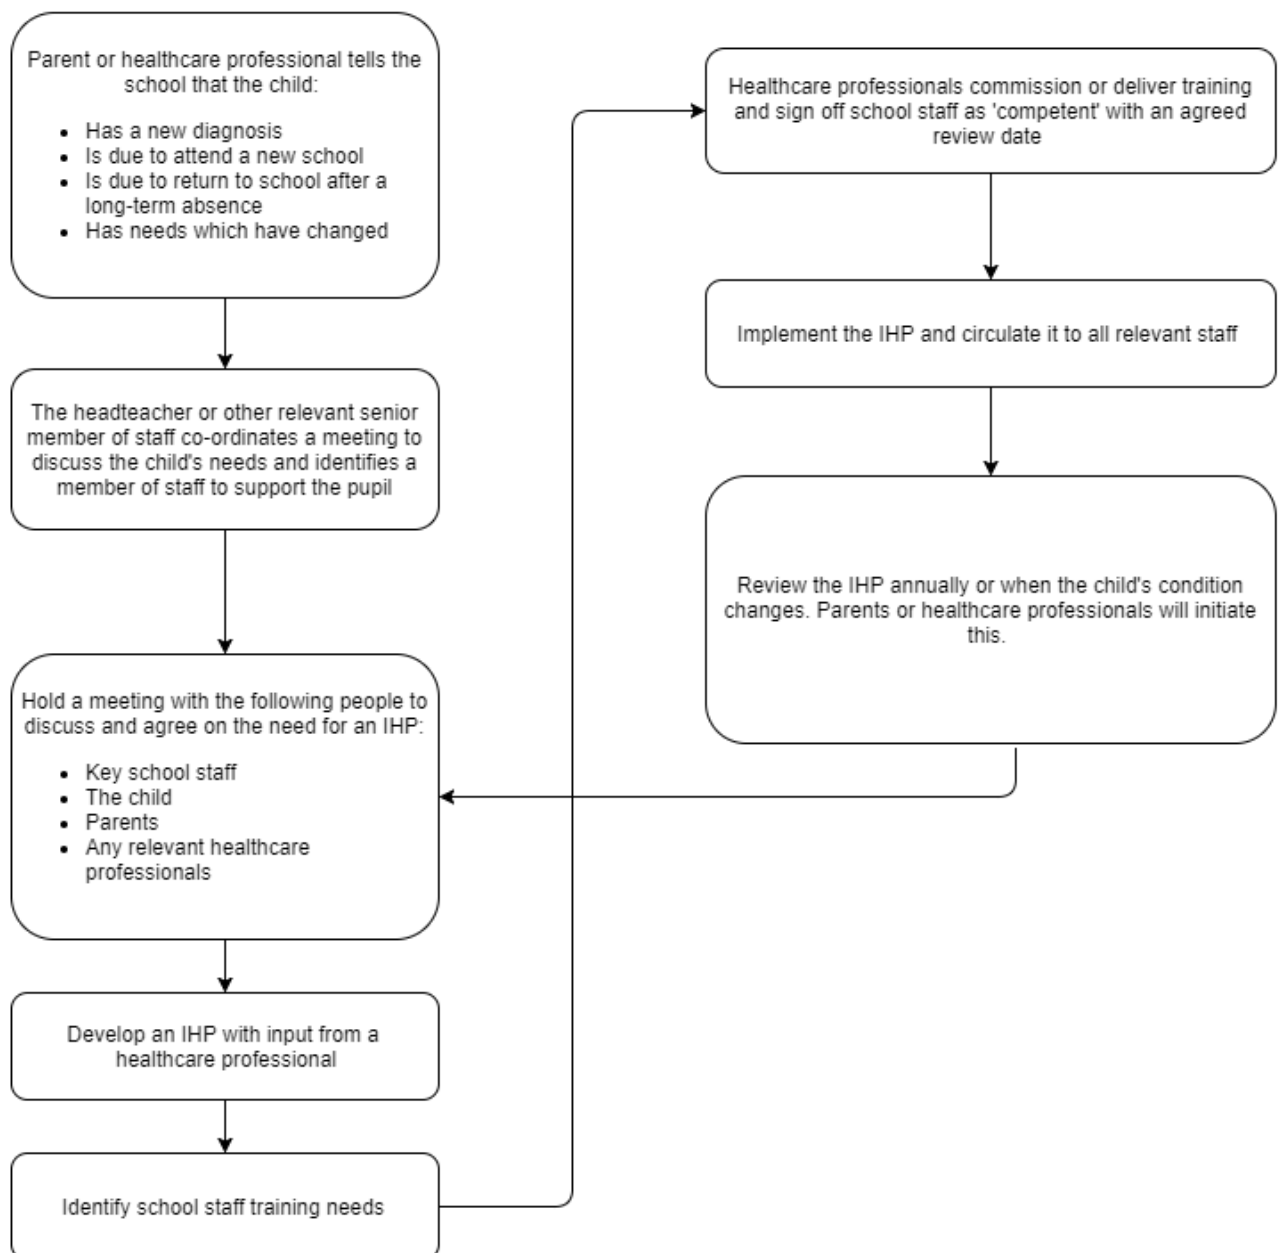 Parent or healthcare professional tells the
school that the child:
• Has a new diagnosis
• Is due to attend a new school
• Is due to return to school after a
long-term absence
• Has needs which have changed
The headteacher or other relevant senior
member of staff co-ordinates a meeting to
discuss the child's needs and identifies a
member of staff to support the pupil
Hold a meeting with the following people to
discuss and agree on the need for an IHP:
• Key school staff
• The child
• Parents
• Any relevant healthcare
professionals
Develop an IHP with input from a
healthcare professional
Identify school staff training needs
Healthcare professionals commission or deliver training
and sign off school staff as 'competent' with an agreed
review date
Implement the IHP and circulate it to all relevant staff
Review the IHP annually or when the child's condition
changes. Parents or healthcare professionals will initiate
this.